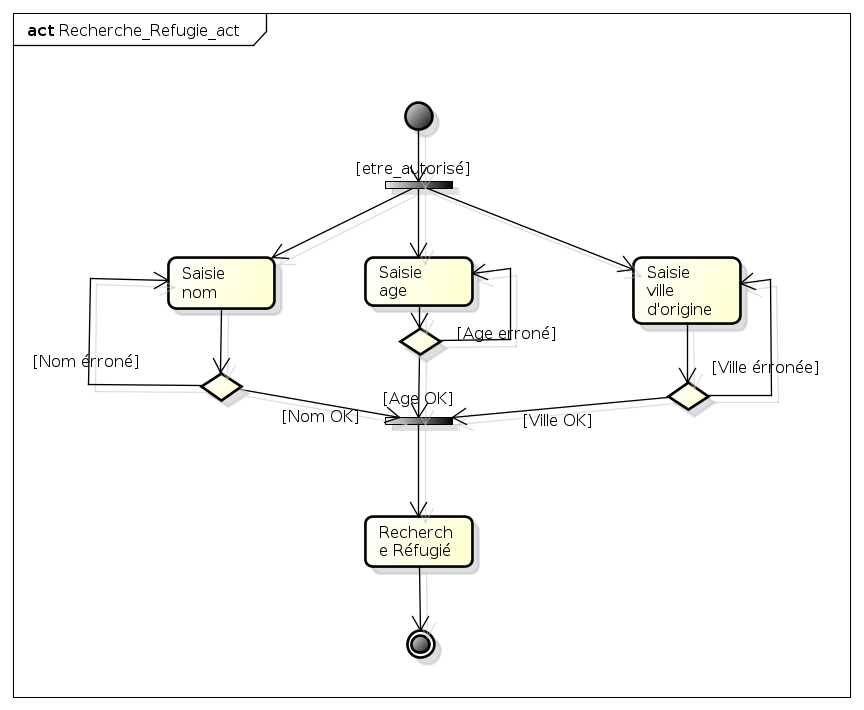 act Recherche_Refugie_act
[etre_autorisé]
Saisie
nom
Saisie
age
Saisie
ville
d'origine
[Age erroné]
[Nom érroné]
[Ville érronée]
[Age OK]
[Nom OK]
[Ville OK]
Recherch
e Réfugié